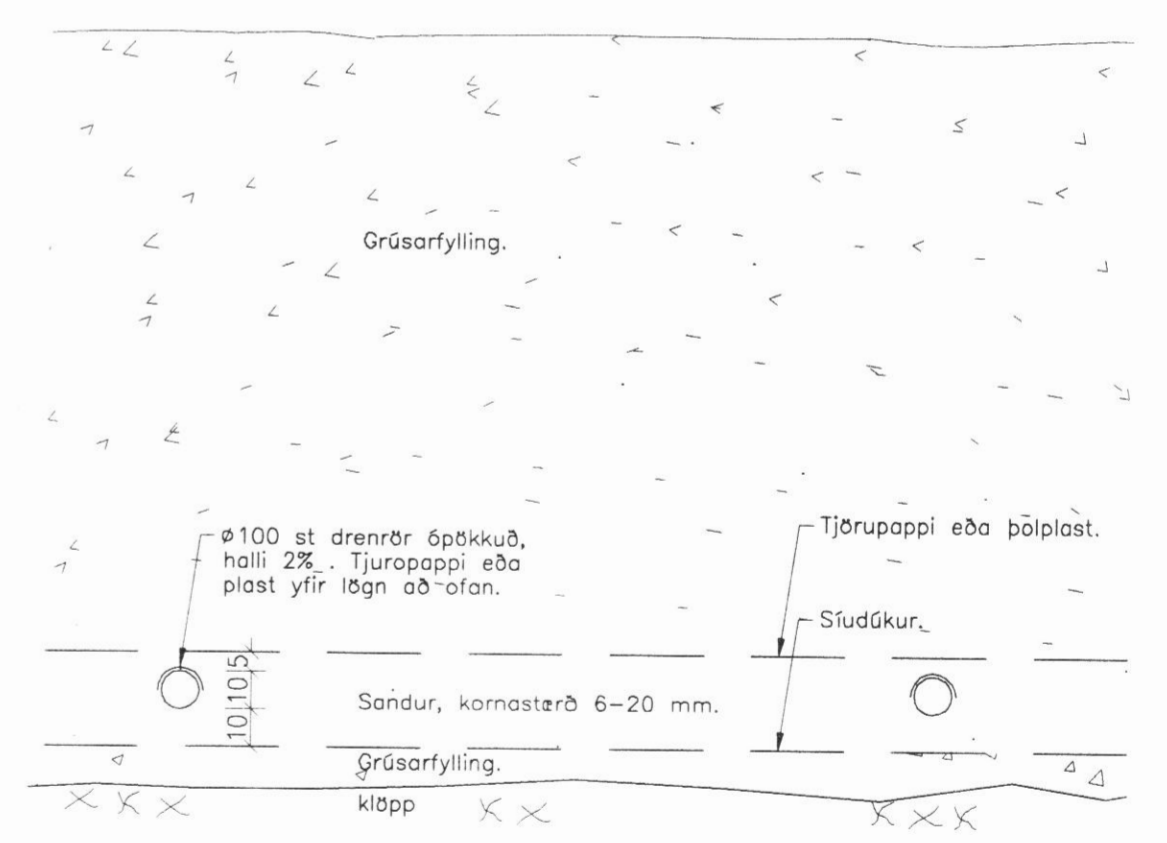 Grúsarfylling.
ø100 st drenrör ópökkuð,
halli 2%. Tjuropappi eða
plast yfir lögn að ofan.
Tjörupappi eða þolplast.
Síudúkur.
5
10
10
Sandur, kornastærð 6-20 mm.
Grúsarfylling.
klöpp